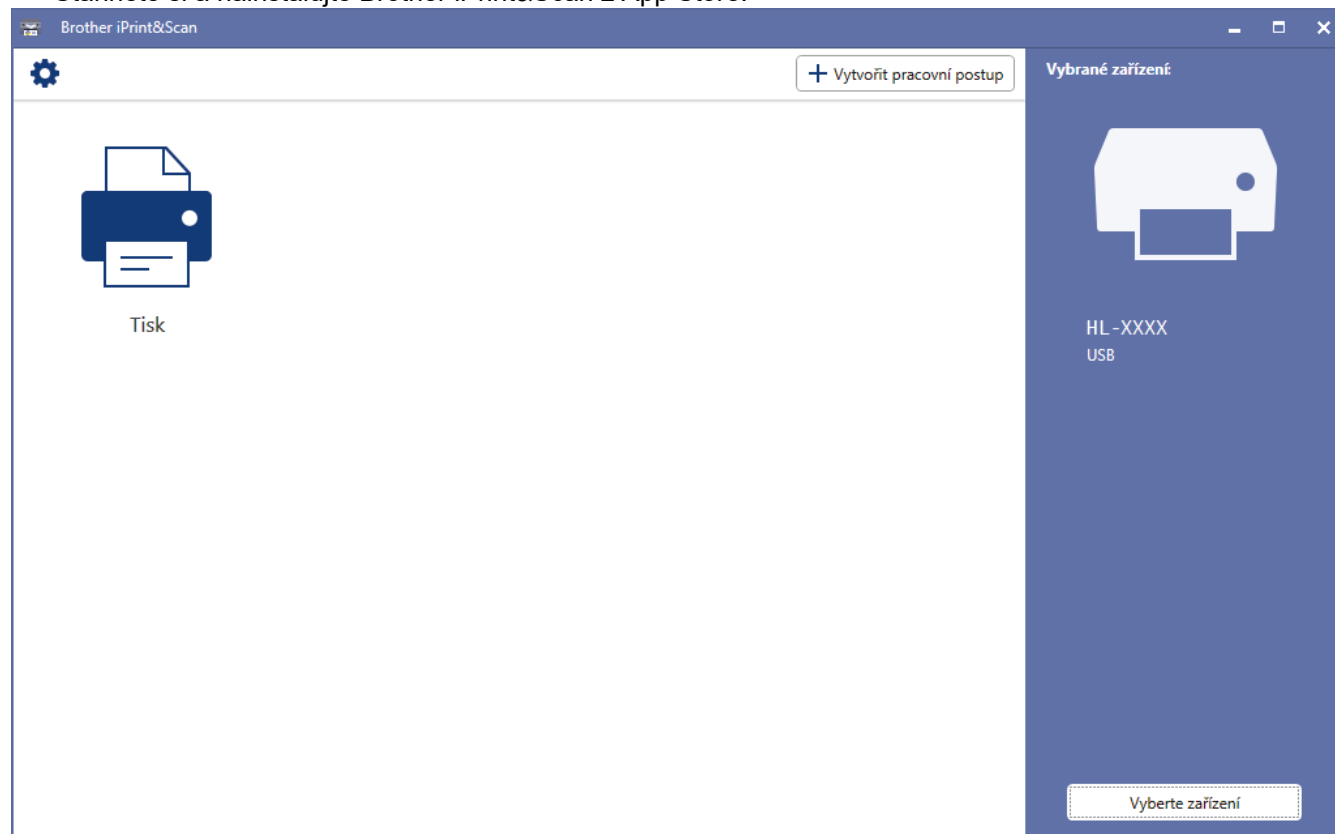 Brother iPrint&Scan
Vytvořit pracovní postup
Vybrané zařízení:
Tisk
HL-XXXX
USB
Vyberte zařízení